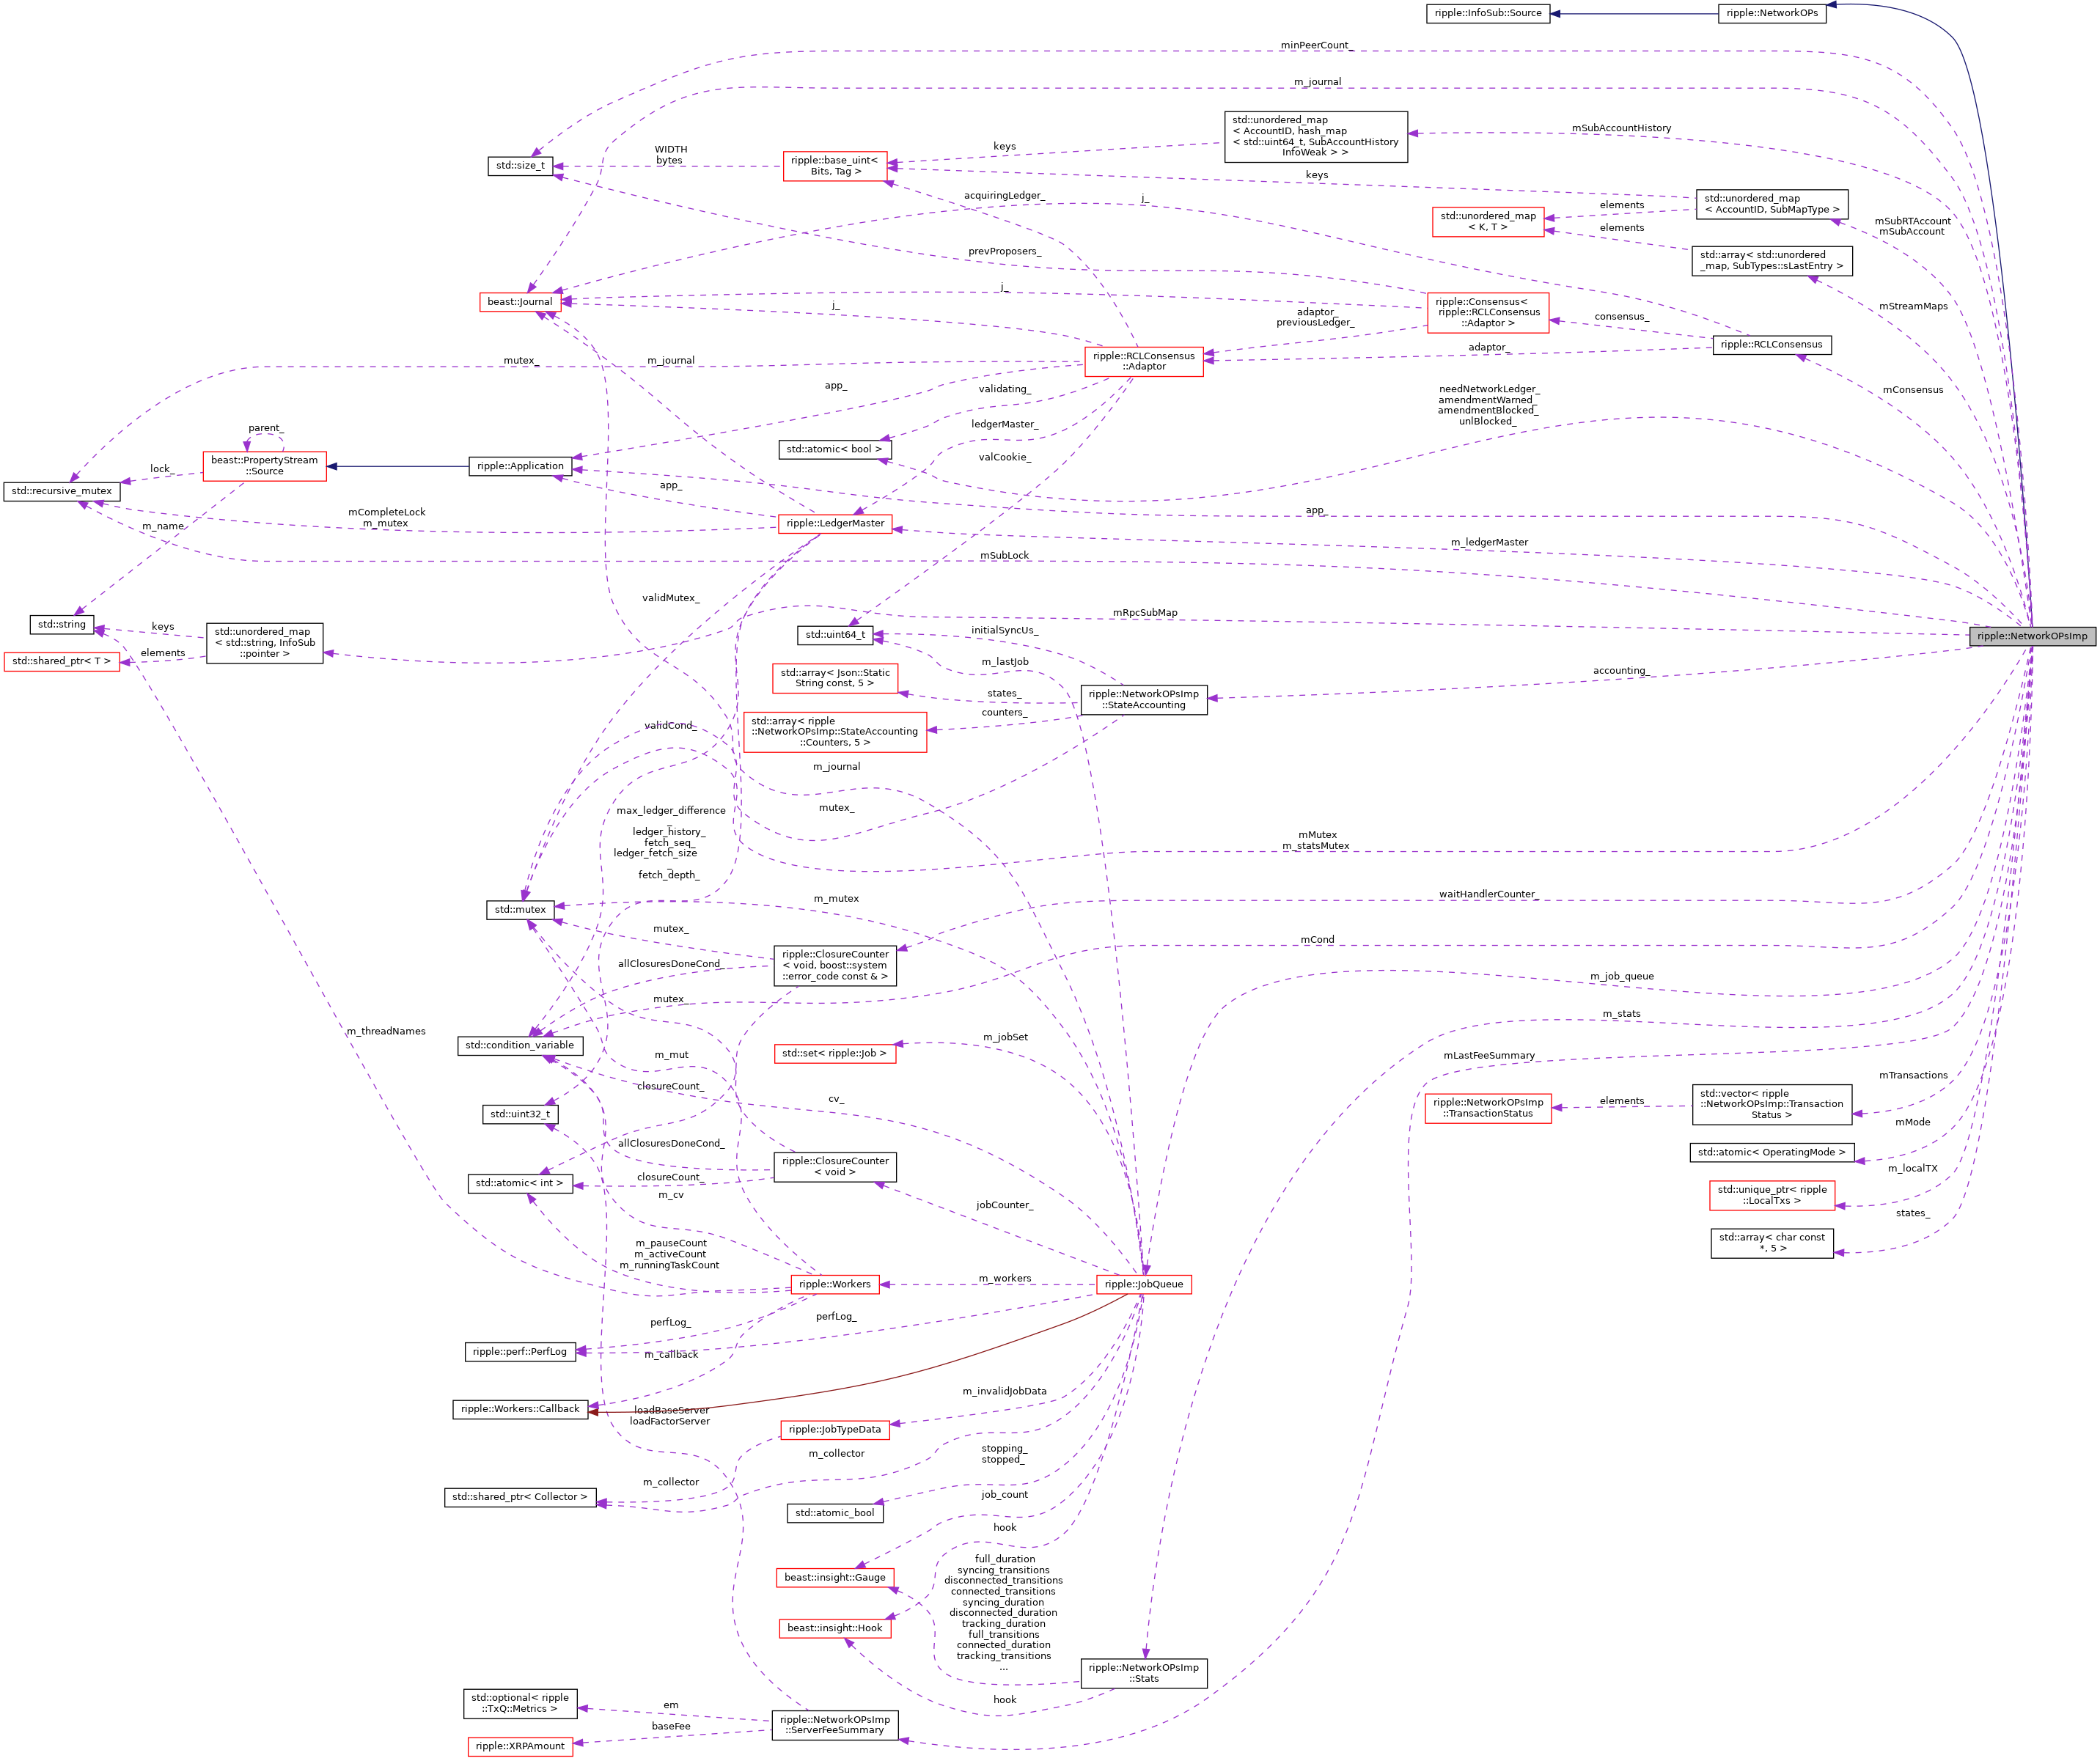 ripple::InfoSub::Source
ripple::NetworkOPs
minPeerCount_
m_journal
std::unordered_map
< AccountID, hash_map
< std::uint64_t, SubAccountHistory
InfoWeak > >
mSubAccountHistory
WIDTH
bytes
keys
std::size_t
ripple::base_uint<
Bits, Tag >
keys
acquiringLedger_
j_
std::unordered_map
< AccountID, SubMapType >
elements
std::unordered_map
< K, T >
mSubRTAccount
mSubAccount
elements
prevProposers_
std::array< std::unordered
_map, SubTypes::sLastEntry >
beast::Journal
j_
j_
ripple::Consensus<
ripple::RCLConsensus
::Adaptor >
mStreamMaps
adaptor_
previousLedger_
consensus_
ripple::RCLConsensus
adaptor_
mutex_
m_journal
ripple::RCLConsensus
::Adaptor
app_
validating_
needNetworkLedger_
amendmentWarned_
amendmentBlocked_
unlBlocked_
mConsensus
parent_
ledgerMaster_
std::atomic< bool >
beast::PropertyStream
::Source
lock_
ripple::Application
valCookie_
std::recursive_mutex
app_
mCompleteLock
m_mutex
app_
m_name
ripple::LedgerMaster
m_ledgerMaster
mSubLock
validMutex_
mRpcSubMap
std::string
keys
std::unordered_map
< std::string, InfoSub
::pointer >
std::uint64_t
initialSyncUs_
ripple::NetworkOPsImp
std::shared_ptr< T >
elements
m_lastJob
std::array< Json::Static
String const, 5 >
states_
ripple::NetworkOPsImp
::StateAccounting
accounting_
counters_
std::array< ripple
::NetworkOPsImp::StateAccounting
::Counters, 5 >
validCond_
m_journal
max_ledger_difference
_
ledger_history_
fetch_seq_
ledger_fetch_size
_
fetch_depth_
mutex_
mMutex
m_statsMutex
m_mutex
waitHandlerCounter_
std::mutex
mutex_
mCond
ripple::ClosureCounter
< void, boost::system
::error_code const & >
allClosuresDoneCond_
m_job_queue
mutex_
m_stats
m_threadNames
std::condition_variable
m_jobSet
std::set< ripple::Job >
m_mut
mLastFeeSummary
closureCount_
cv_
mTransactions
std::uint32_t
ripple::NetworkOPsImp
::TransactionStatus
elements
std::vector< ripple
::NetworkOPsImp::Transaction
Status >
mMode
allClosuresDoneCond_
std::atomic< OperatingMode >
ripple::ClosureCounter
< void >
m_localTX
std::atomic< int >
closureCount_
m_cv
jobCounter_
std::unique_ptr< ripple
::LocalTxs >
states_
std::array< char const
*, 5 >
m_pauseCount
m_activeCount
m_runningTaskCount
ripple::Workers
m_workers
ripple::JobQueue
perfLog_
perfLog_
ripple::perf::PerfLog
m_callback
m_invalidJobData
ripple::Workers::Callback
loadBaseServer
loadFactorServer
ripple::JobTypeData
m_collector
stopping_
stopped_
m_collector
std::shared_ptr< Collector >
job_count
std::atomic_bool
hook
full_duration
syncing_transitions
disconnected_transitions
connected_transitions
syncing_duration
disconnected_duration
tracking_duration
full_transitions
connected_duration
tracking_transitions
...
beast::insight::Gauge
beast::insight::Hook
ripple::NetworkOPsImp
::Stats
hook
std::optional< ripple
::TxQ::Metrics >
em
ripple::NetworkOPsImp
::ServerFeeSummary
baseFee
ripple::XRPAmount